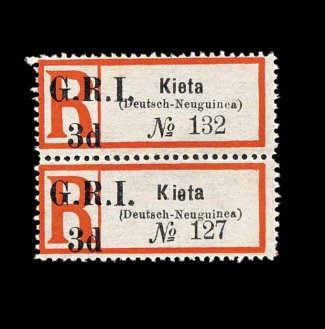 R G.R.I. Kieta
(Deutsch-Neuguinea)
3d № 132
R G.R.I. Kieta
(Deutsch-Neuguinea)
3d № 127